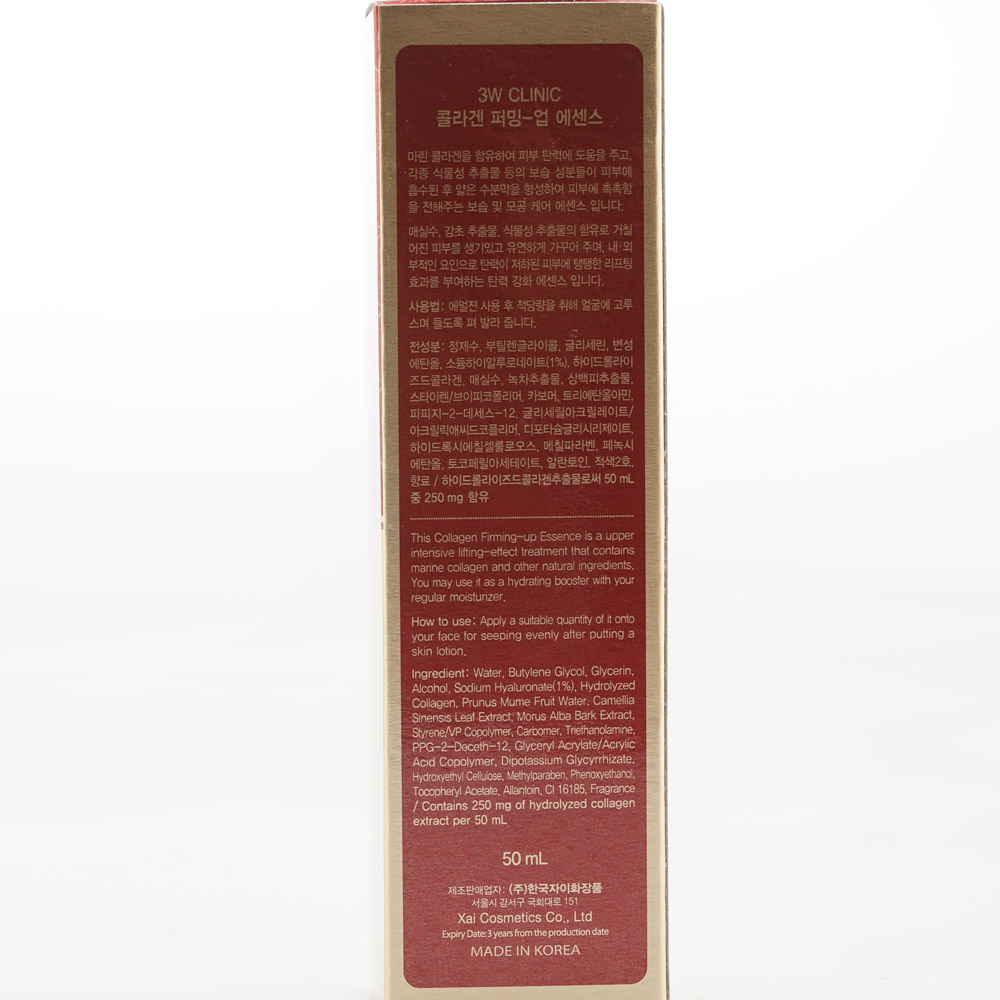 3W CLINIC
콜라겐 퍼밍-업 에센스
마린 콜라겐을 함유하여 피부 탄력에 도움을 주고,
각종 식물성 추출물 등의 보습 성분들이 피부에
흡수된 후 얇은 수분막을 형성하여 피부에 촉촉함
을 전해주는 보습 및 모공 케어 에센스 입니다.
매실수, 감초 추출물, 식물성 추출물의 함유로 거칠
어진 피부를 생기있고 유연하게 가꾸어 주며, 내·외
부적인 요인으로 탄력이 저하된 피부에 탱탱한 리프팅
효과를 부여하는 탄력 강화 에센스 입니다.
사용법: 에멀젼 사용 후 적당량을 취해 얼굴에 고루
스며 들도록 펴 발라 줍니다.
전성분: 정제수, 부틸렌글라이콜, 글리세린, 변성
에탄올, 소듐하이알루로네이트(1%), 하이드롤라이
즈드콜라겐, 매실수, 녹차추출물, 상백피추출물,
스타이렌/브이피코폴리머, 카보머, 트리에탄올아민,
피피지-2-데세스-12, 글리세릴아크릴레이트/
아크릴릭애씨드코폴리머, 디포타슘글리시리제이트,
하이드록시에칠셀룰로오스, 메칠파라벤, 페녹시
에탄올, 토코페릴아세테이트, 알란토인, 적색2호,
향료 / 하이드롤라이즈드콜라겐추출물로써 50 mL
중 250 mg 함유
This Collagen Firming-up Essence is a upper
intensive lifting-effect treatment that contains
marine collagen and other natural ingredients.
You may use it as a hydrating booster with your
regular moisturizer.
How to use: Apply a suitable quantity of it onto
your face for seeping evenly after putting a
skin lotion.
Ingredient: Water, Butylene Glycol, Glycerin,
Alcohol, Sodium Hyaluronate(1%), Hydrolyzed
Collagen, Prunus Mume Fruit Water, Camellia
Sinensis Leaf Extract, Morus Alba Bark Extract,
Styrene/VP Copolymer, Carbomer, Triethanolamine,
PPG-2-Deceth-12, Glyceryl Acrylate/Acrylic
Acid Copolymer, Dipotassium Glycyrrhizate,
Hydroxyethyl Cellulose, Methylparaben, Phenoxyethanol,
Tocopheryl Acetate, Allantoin, CI 16185, Fragrance
/ Contains 250 mg of hydrolyzed collagen
extract per 50 mL
50 mL
제조판매업자: (주)한국자이화장품
서울시 강서구 국회대로 151
Xai Cosmetics Co., Ltd
Expiry Date: 3 years from the production date
MADE IN KOREA